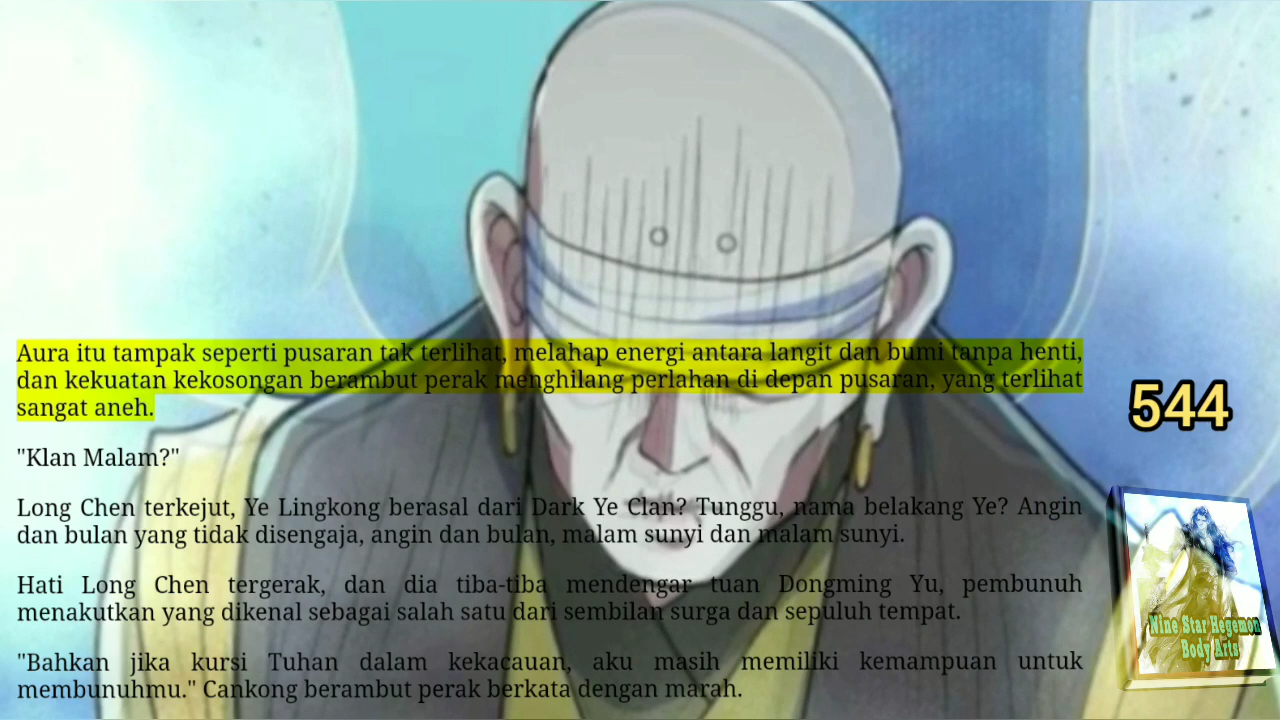 Aura itu tampak seperti pusaran tak terlihat, melahap energi antara langit dan bumi tanpa henti,
dan kekuatan kekosongan berambut perak menghilang perlahan di depan pusaran, yang terlihat
sangat aneh.
"Klan Malam?"
Long Chen terkejut, Ye Lingkong berasal dari Dark Ye Clan? Tunggu, nama belakang Ye? Angin
dan bulan yang tidak disengaja, angin dan bulan, malam sunyi dan malam sunyi.
Hati Long Chen tergerak, dan dia tiba-tiba mendengar tuan Dongming Yu, pembunuh
menakutkan yang dikenal sebagai salah satu dari sembilan surga dan sepuluh tempat.
"Bahkan jika kursi Tuhan dalam kekacauan, aku masih memiliki kemampuan untuk
membunuhmu." Cankong berambut perak berkata dengan marah.
544
Nine Star Hegemon
Body Arts